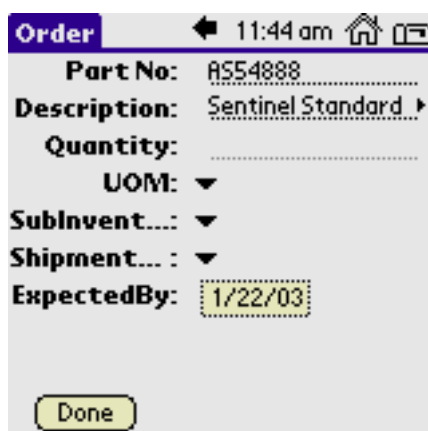 Order 11:44 am
Part No: AS54888
Description: Sentinel Standard
Quantity:
UOM:
SubInvent...:
Shipment... :
ExpectedBy: 1/22/03
Done